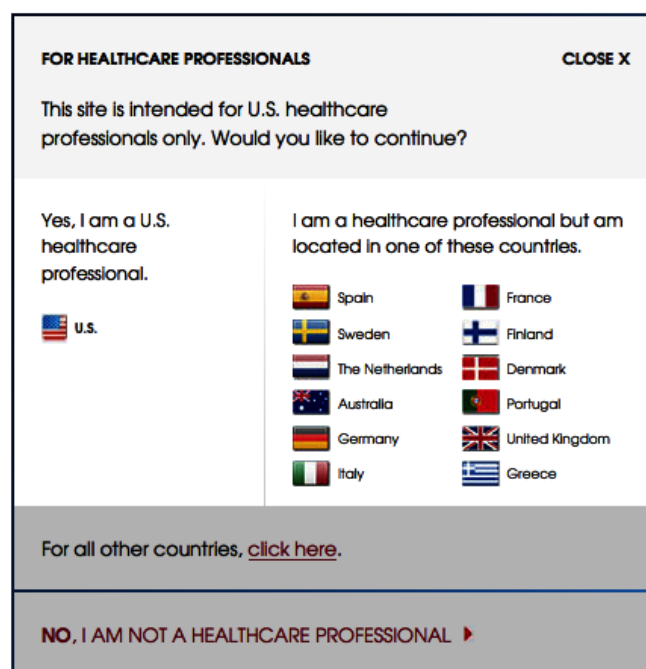 FOR HEALTHCARE PROFESSIONALS
CLOSE X
This site is intended for U.S. healthcare
professionals only. Would you like to continue?
Yes, I am a U.S.
healthcare
professional.
U.S.
I am a healthcare professional but am
located in one of these countries.
Spain
France
Sweden
Finland
The Netherlands
Denmark
Australia
Portugal
Germany
United Kingdom
Italy
Greece
For all other countries, click here.
NO, I AM NOT A HEALTHCARE PROFESSIONAL